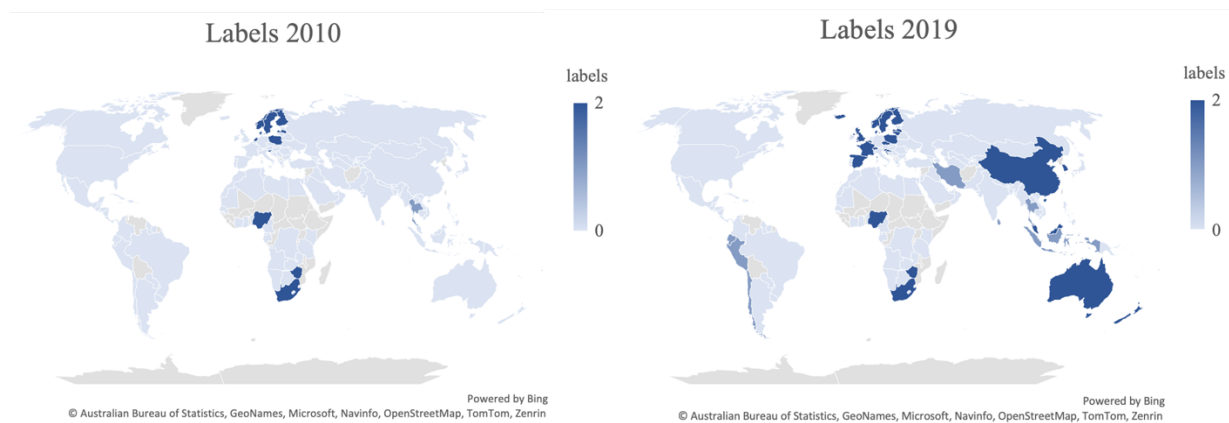 Labels 2010
labels
2
0
Powered by Bing
© Australian Bureau of Statistics, GeoNames, Microsoft, Navinfo, OpenStreetMap, TomTom, Zenrin
Labels 2019
labels
2
0
Powered by Bing
© Australian Bureau of Statistics, GeoNames, Microsoft, Navinfo, OpenStreetMap, TomTom, Zenrin